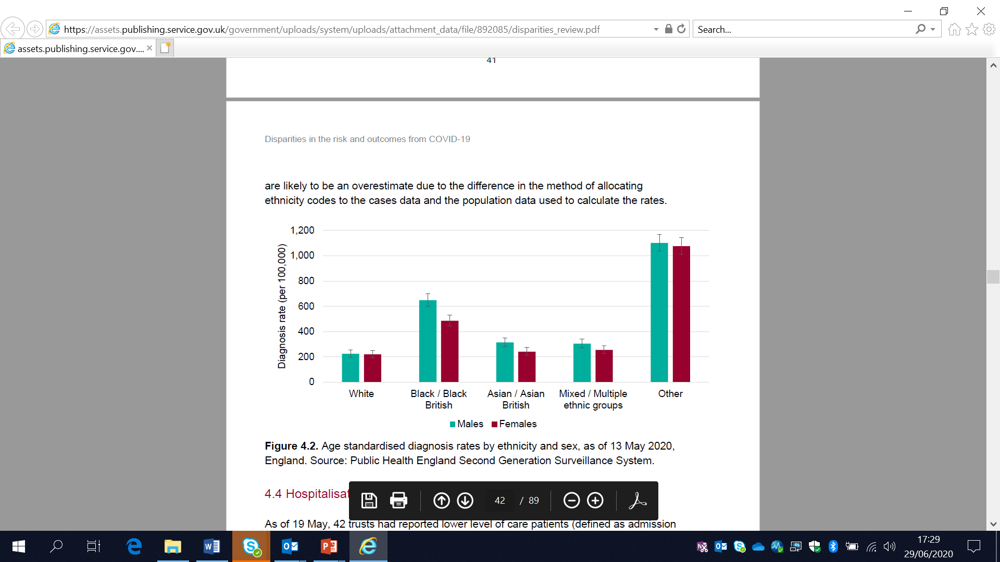 https://assets.publishing.service.gov.uk/government/uploads/system/uploads/attachment_data/file/892085/disparities_review.pdf
Search...
assets.publishing.service.gov....
41
Disparities in the risk and outcomes from COVID-19
are likely to be an overestimate due to the difference in the method of allocating
ethnicity codes to the cases data and the population data used to calculate the rates.
Diagnosis rate (per 100,000)
1,200
1,000
800
600
400
200
0
White
Black / Black British
Asian / Asian British
Mixed / Multiple ethnic groups
Other
Males Females
Figure 4.2. Age standardised diagnosis rates by ethnicity and sex, as of 13 May 2020,
England. Source: Public Health England Second Generation Surveillance System.
4.4 Hospitalisat
42 / 89
As of 19 May, 42 trusts had reported lower level of care patients (defined as admission
17:29
29/06/2020